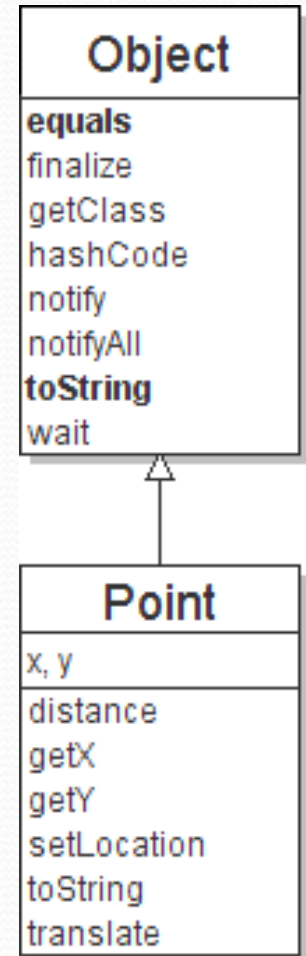 Object
equals
finalize
getClass
hashCode
notify
notifyAll
toString
wait
Point
x, y
distance
getX
getY
setLocation
toString
translate